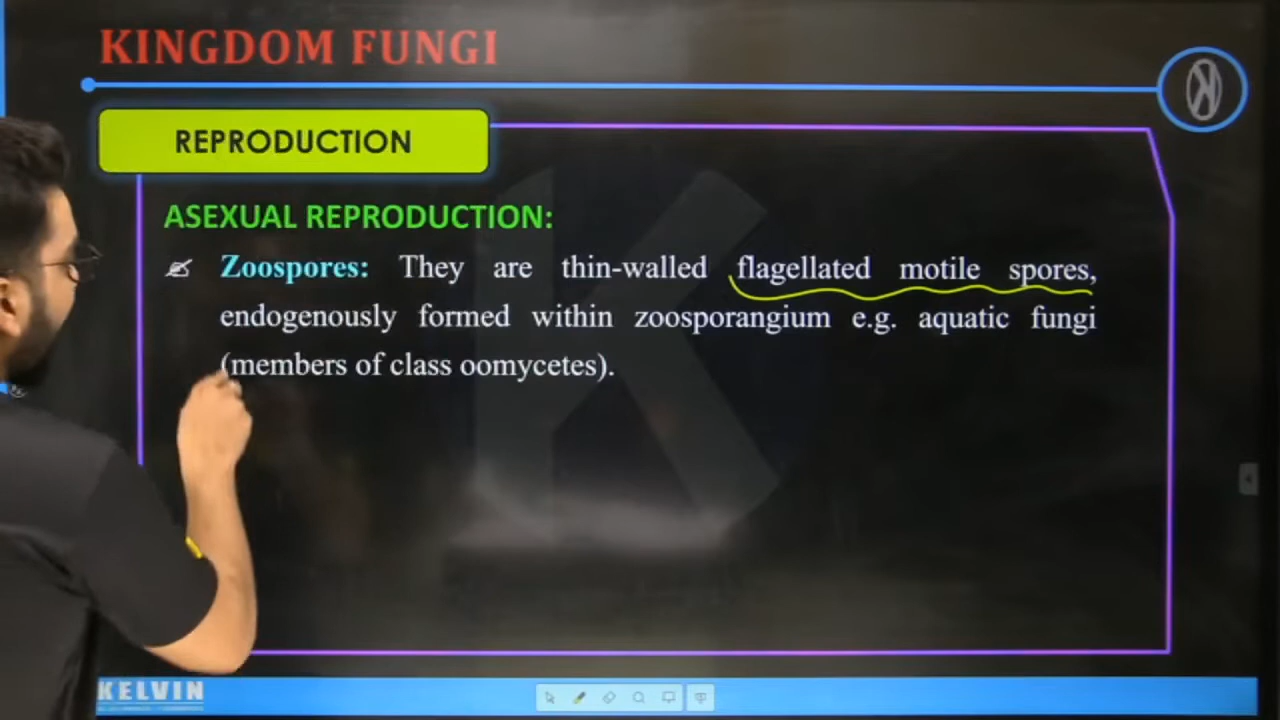 KINGDOM FUNGI
REPRODUCTION
ASEXUAL REPRODUCTION:
Zoospores: They are thin-walled flagellated motile spores,
endogenously formed within zoosporangium e.g. aquatic fungi
(members of class oomycetes).
KELVIN